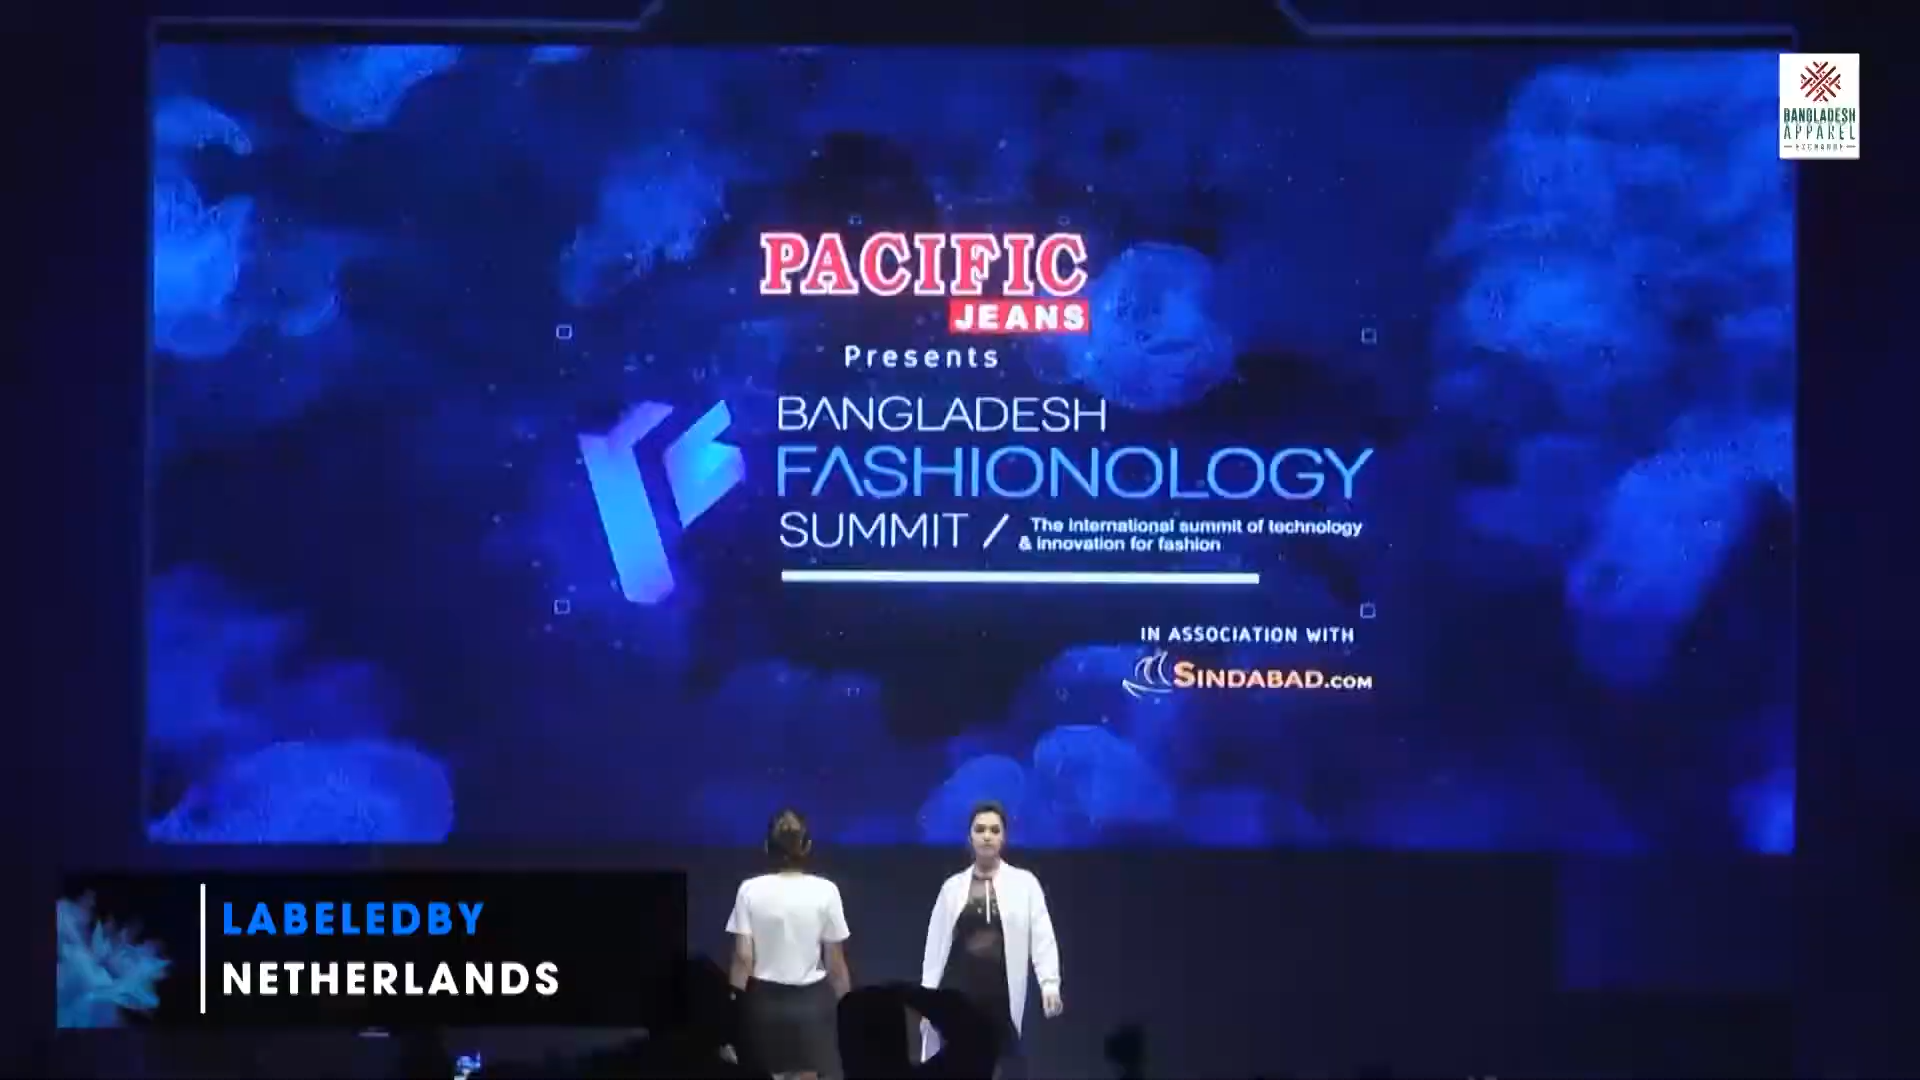 BANGLADESH
APPAREL
EXCHANGE
PACIFIC
JEANS
Presents
BANGLADESH
FASHIONOLOGY
SUMMIT / The international summit of technology
& innovation for fashion
IN ASSOCIATION WITH
SINDABAD.COM
LABELEDBY
NETHERLANDS